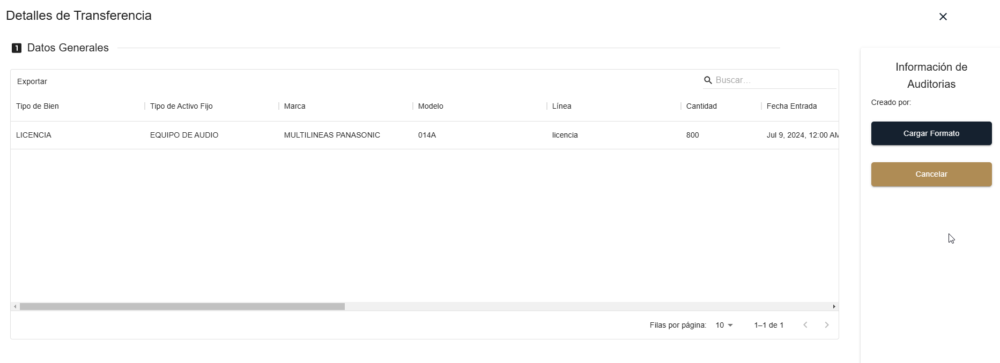 Detalles de Transferencia
1 Datos Generales
Exportar
Buscar...
Tipo de Bien
Tipo de Activo Fijo
Marca
Modelo
Línea
Cantidad
Fecha Entrada
LICENCIA
EQUIPO DE AUDIO
MULTILINEAS PANASONIC
014A
licencia
800
Jul 9, 2024, 12:00 AM
Filas por página:
10
1–1 de 1
Información de
Auditorias
Creado por:
Cargar Formato
Cancelar